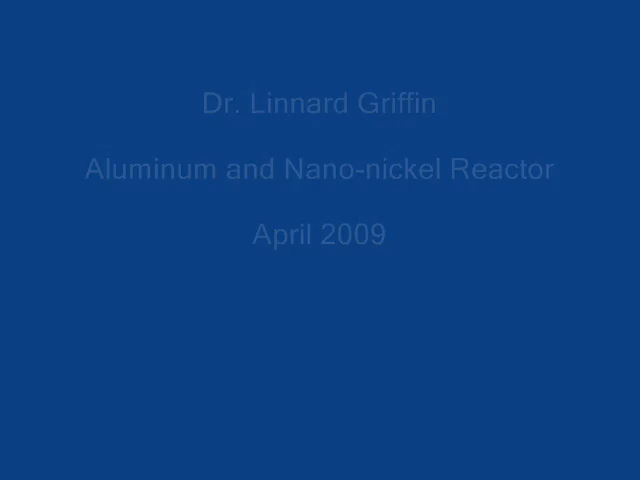 Dr. Linnard Griffin
Aluminum and Nano-nickel Reactor
April 2009